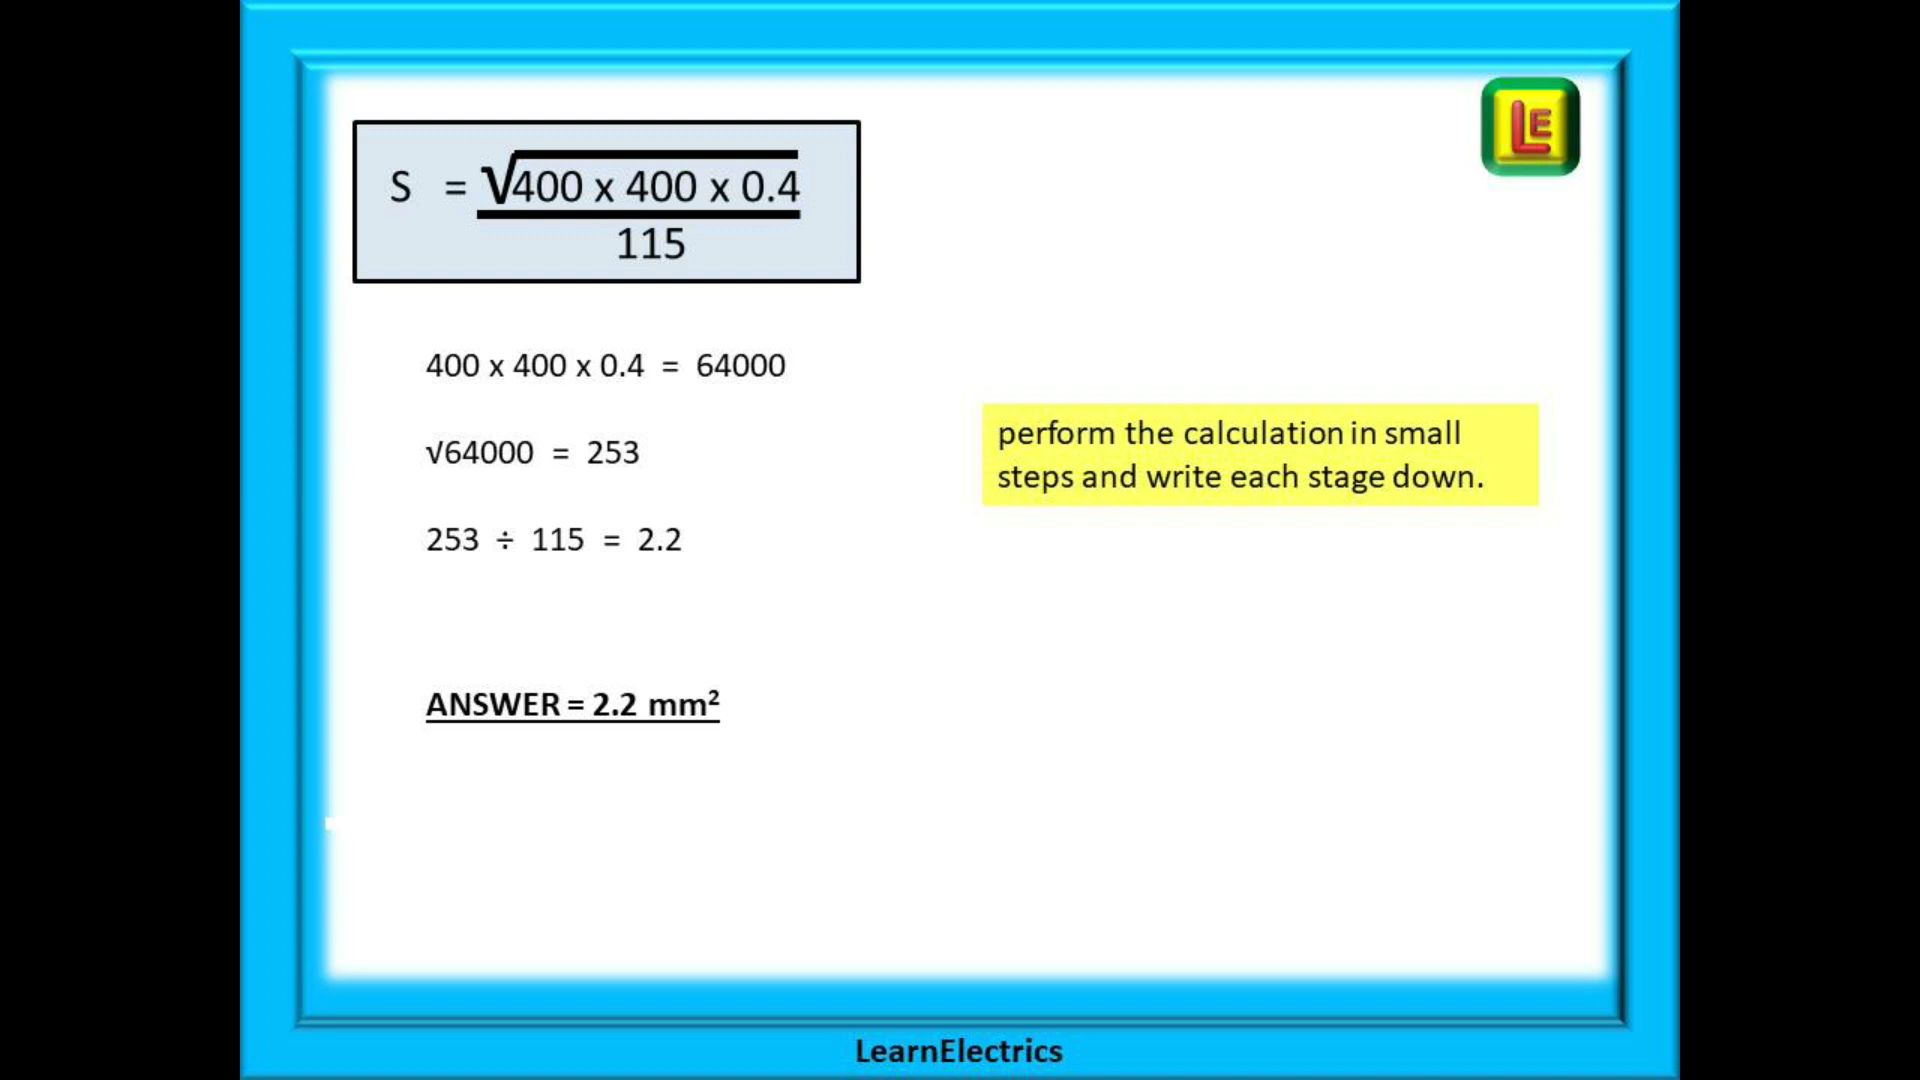 LE
S = √400 x 400 x 0.4
115
400 x 400 x 0.4 = 64000
√64000 = 253
253 ÷ 115 = 2.2
perform the calculation in small
steps and write each stage down.
ANSWER = 2.2 mm²
LearnElectrics